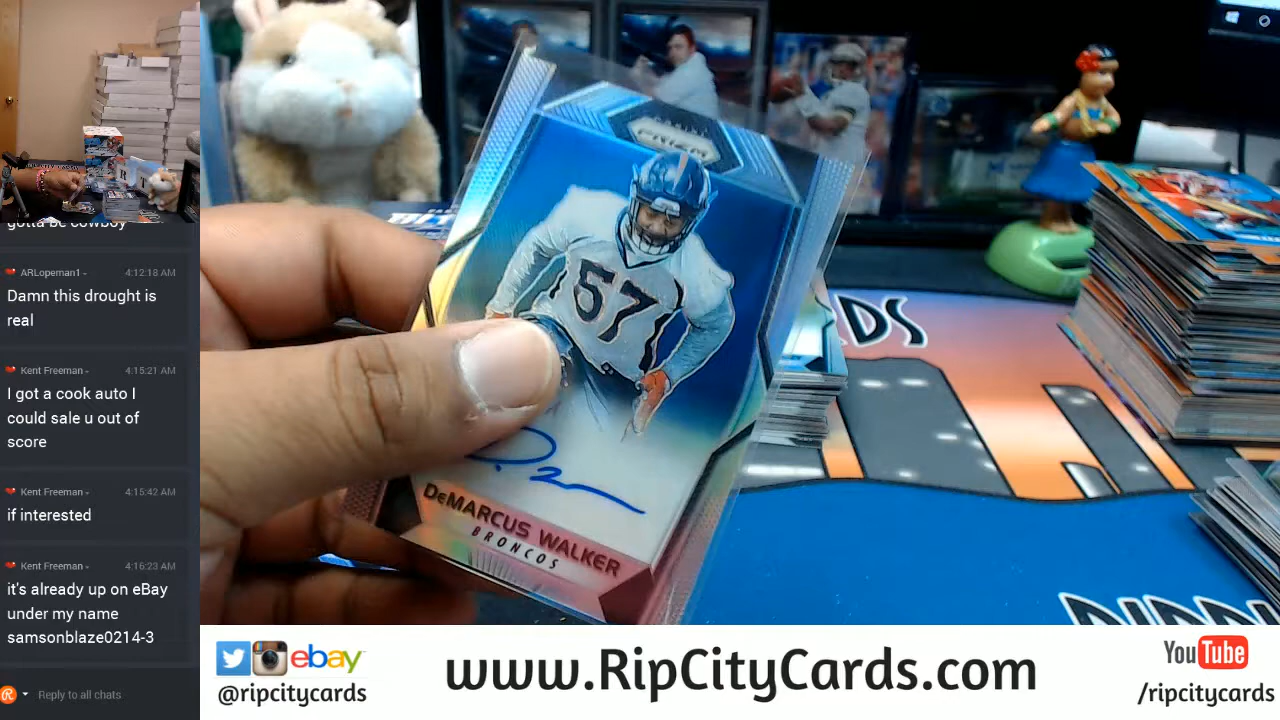 gotta be cowboy
ARLopeman1
4:12:18 AM
Damn this drought is
real
Kent Freeman
4:15:21 AM
I got a cook auto I
could sale u out of
score
Kent Freeman
4:15:42 AM
if interested
Kent Freeman
4:16:23 AM
it's already up on eBay
under my name
samsonblaze0214-3
Reply to all chats
PANINI
PRIZM
57
DeMARCUS WALKER
BRONCOS
RDS
ebay
@ripcitycards
www.RipCityCards.com
YouTube
/ripcitycards